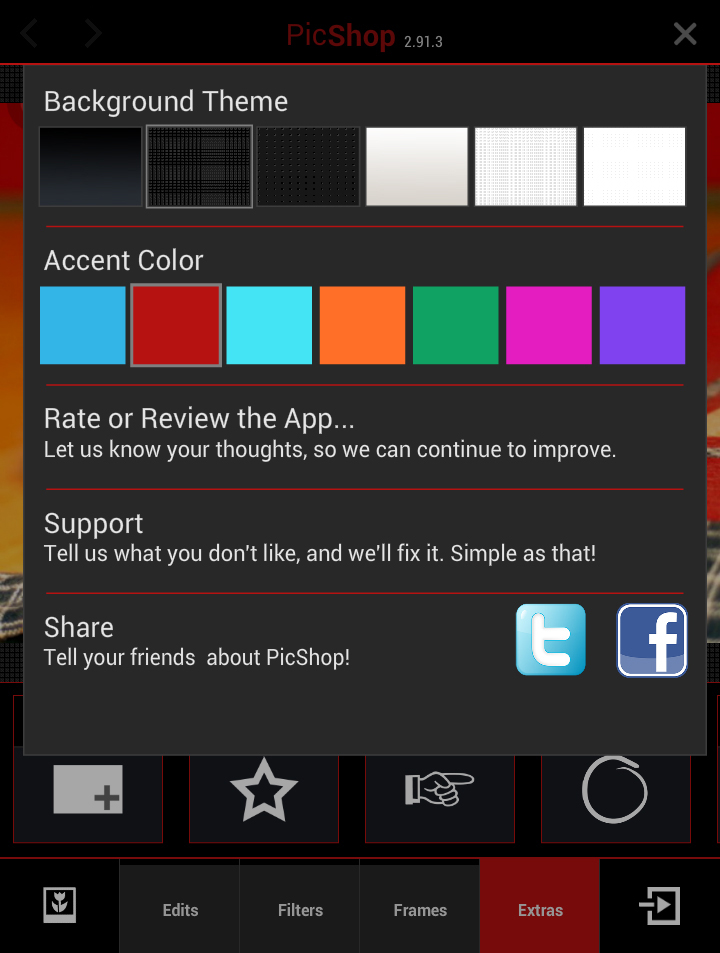 PicShop 2.91.3
Background Theme
Accent Color
Rate or Review the App...
Let us know your thoughts, so we can continue to improve.
Support
Tell us what you don't like, and we'll fix it. Simple as that!
Share
Tell your friends  about PicShop!
Edits
Filters
Frames
Extras